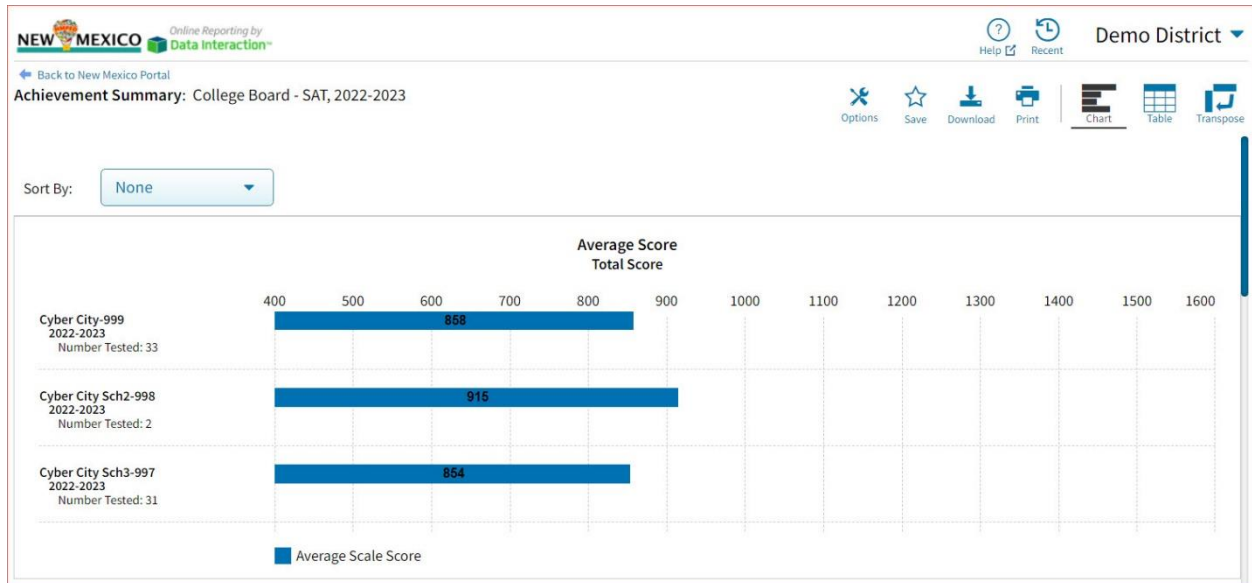 NEW MEXICO Online Reporting by
Data Interaction™
Help
Recent
Demo District
Back to New Mexico Portal
Achievement Summary: College Board - SAT, 2022-2023
Options
Save
Download
Print
Chart
Table
Transpose
Sort By: None
Average Score
Total Score
400 500 600 700 800 900 1000 1100 1200 1300 1400 1500 1600
Cyber City-999
2022-2023
Number Tested: 33
858
Cyber City Sch2-998
2022-2023
Number Tested: 2
915
Cyber City Sch3-997
2022-2023
Number Tested: 31
854
Average Scale Score